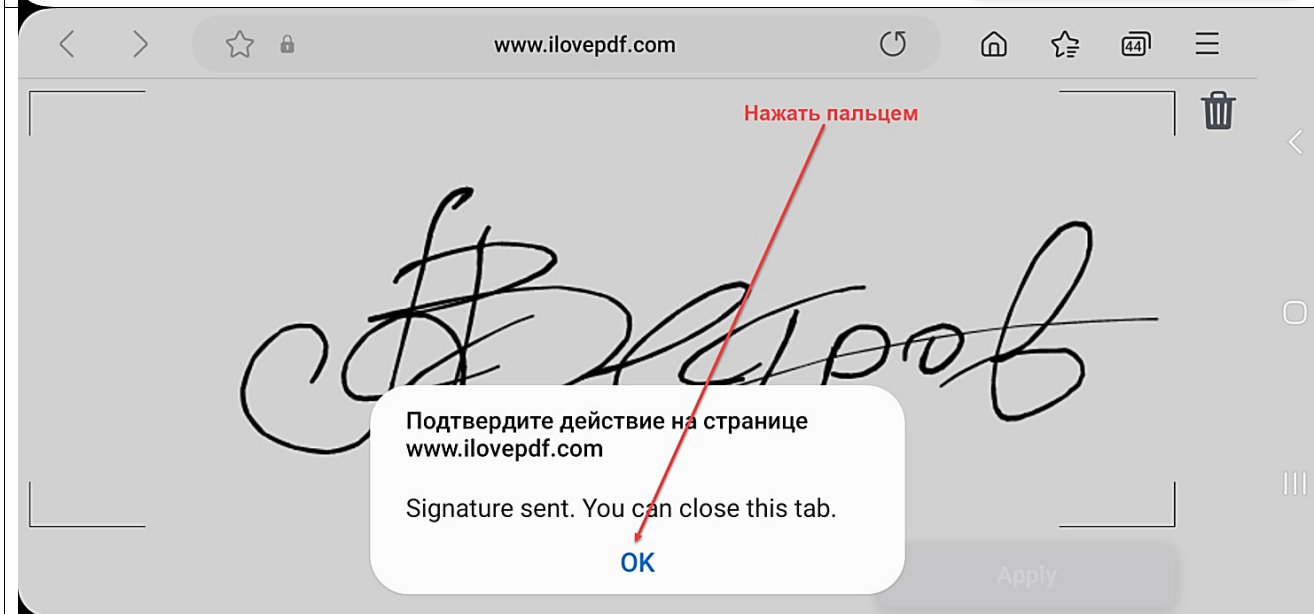 www.ilovepdf.com
44
Нажать пальцем
Подтвердите действие на странице
www.ilovepdf.com
Signature sent. You can close this tab.
OK
Apply